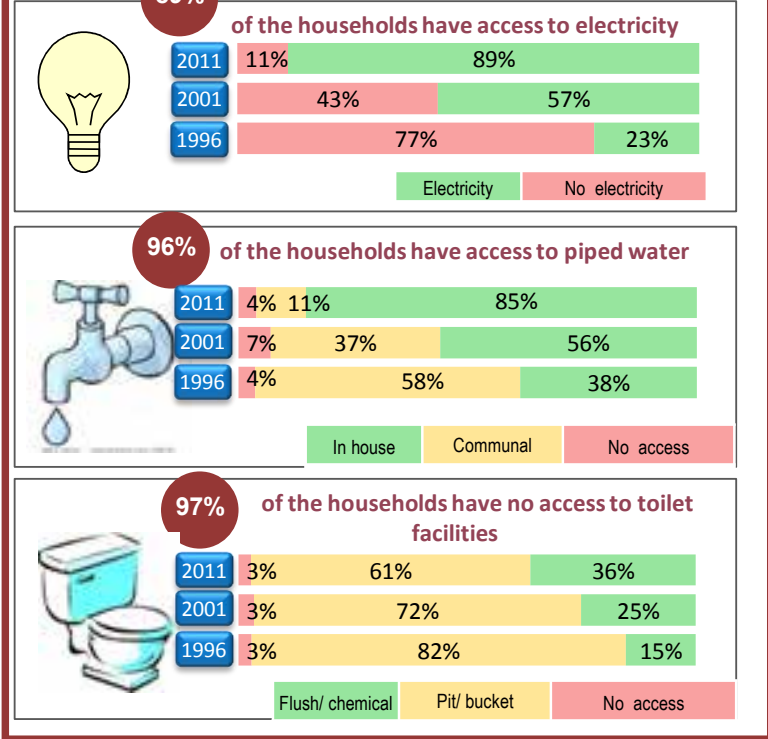 of the households have access to electricity
2011 11% 89%
2001 43% 57%
1996 77% 23%
Electricity No electricity
96% of the households have access to piped water
2011 4% 11% 85%
2001 7% 37% 56%
1996 4% 58% 38%
In house Communal No access
97% of the households have no access to toilet
facilities
2011 3% 61% 36%
2001 3% 72% 25%
1996 3% 82% 15%
Flush/ chemical Pit/ bucket No access